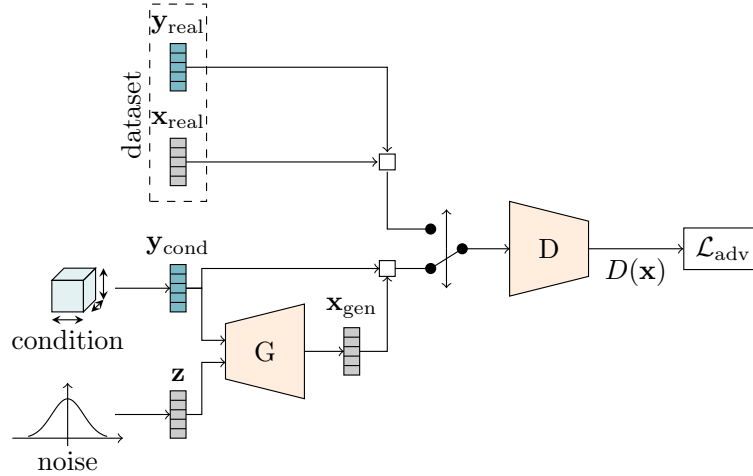 y_real
x_real
dataset
y_cond
condition
x_gen
G
z
noise
D
D(x)
ℒ_adv